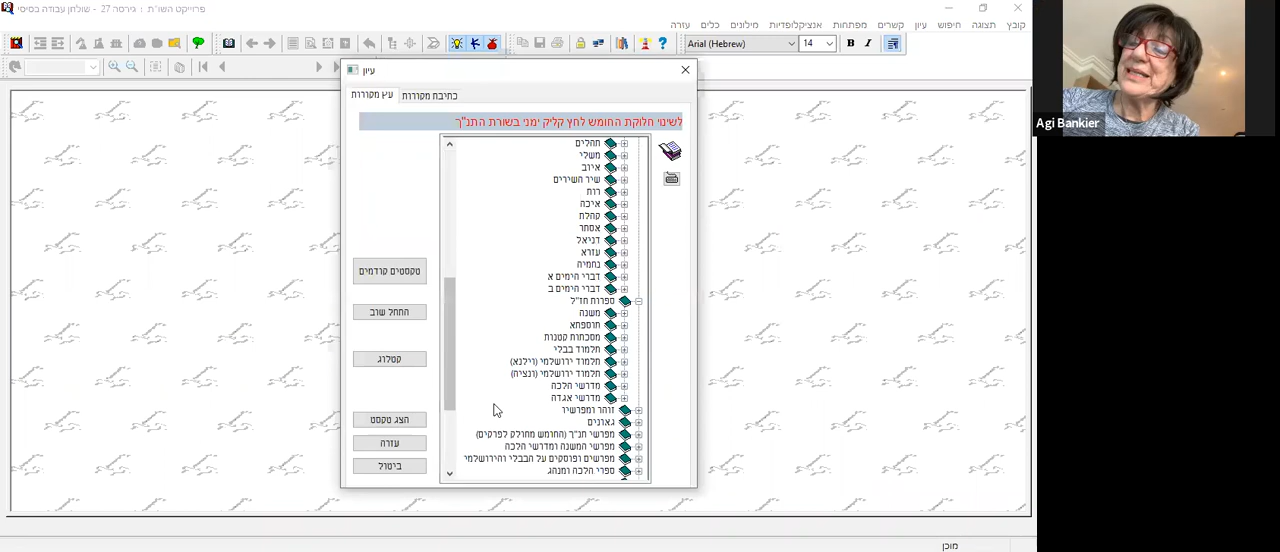 פרוייקט השו"ת : גירסה 27 - שולחן עבודה בסיסי
קובץ תצוגה חיפוש עיון קשרים מפתחות אנציקלופדיות מילונים כלים עזרה
Arial (Hebrew) 14 B I
עיון
עץ מקורות כתיבת מקורות
לשינוי חלוקת החומש לחץ קליק ימני בשורת התנ"ך
תהלים
משלי
איוב
שיר השירים
רות
איכה
קהלת
אסתר
דניאל
עזרא
נחמיה
דברי הימים א
דברי הימים ב
ספרות חז"ל
משנה
תוספתא
מסכתות קטנות
תלמוד בבלי
תלמוד ירושלמי (וילנא)
תלמוד ירושלמי (ונציה)
מדרשי הלכה
מדרשי אגדה
זוהר ומפרשיו
גאונים
מפרשי תנ"ך (החומש מחולק לפרקים)
מפרשי המשנה ומדרשי הלכה
מפרשים ופוסקים על הבבלי והירושלמי
ספרי הלכה ומנהג
טקסטים קודמים
התחל שוב
קטלוג
הצג טקסט
עזרה
ביטול
Agi Bankier
מוכן